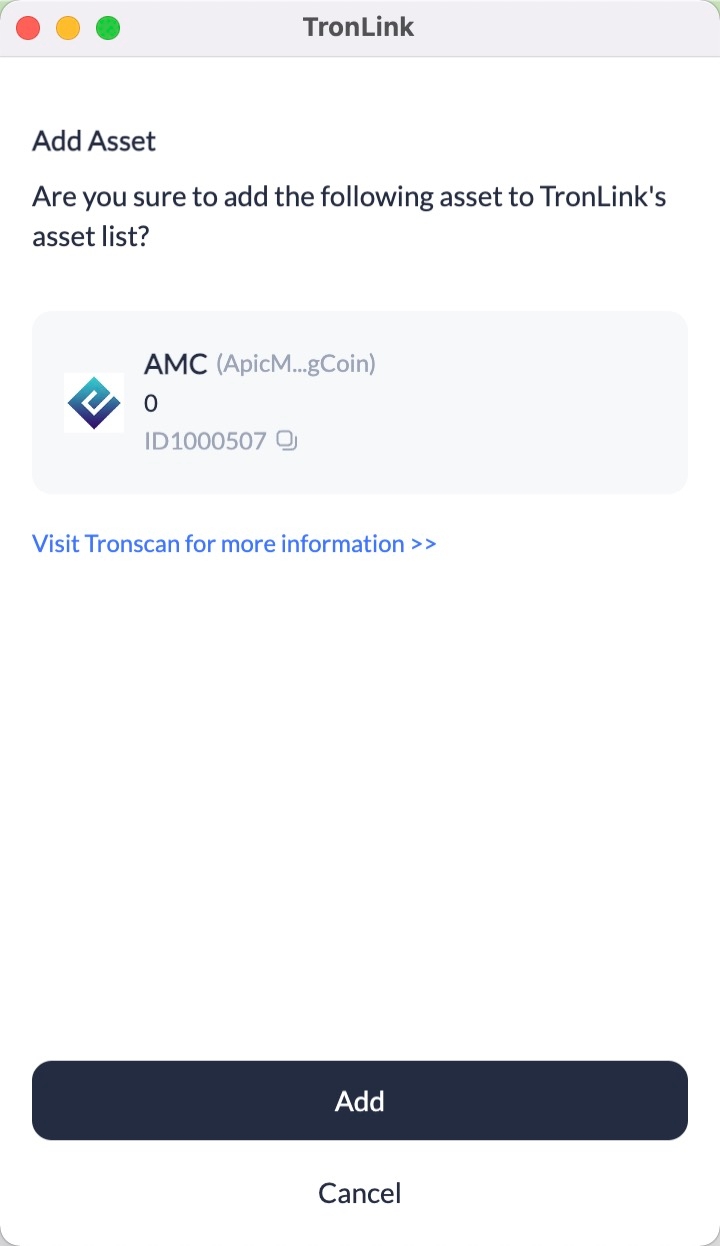 TronLink
Add Asset
Are you sure to add the following asset to TronLink's
asset list?
AMC (ApicM...gCoin)
0
ID1000507
Visit Tronscan for more information >>
Add
Cancel